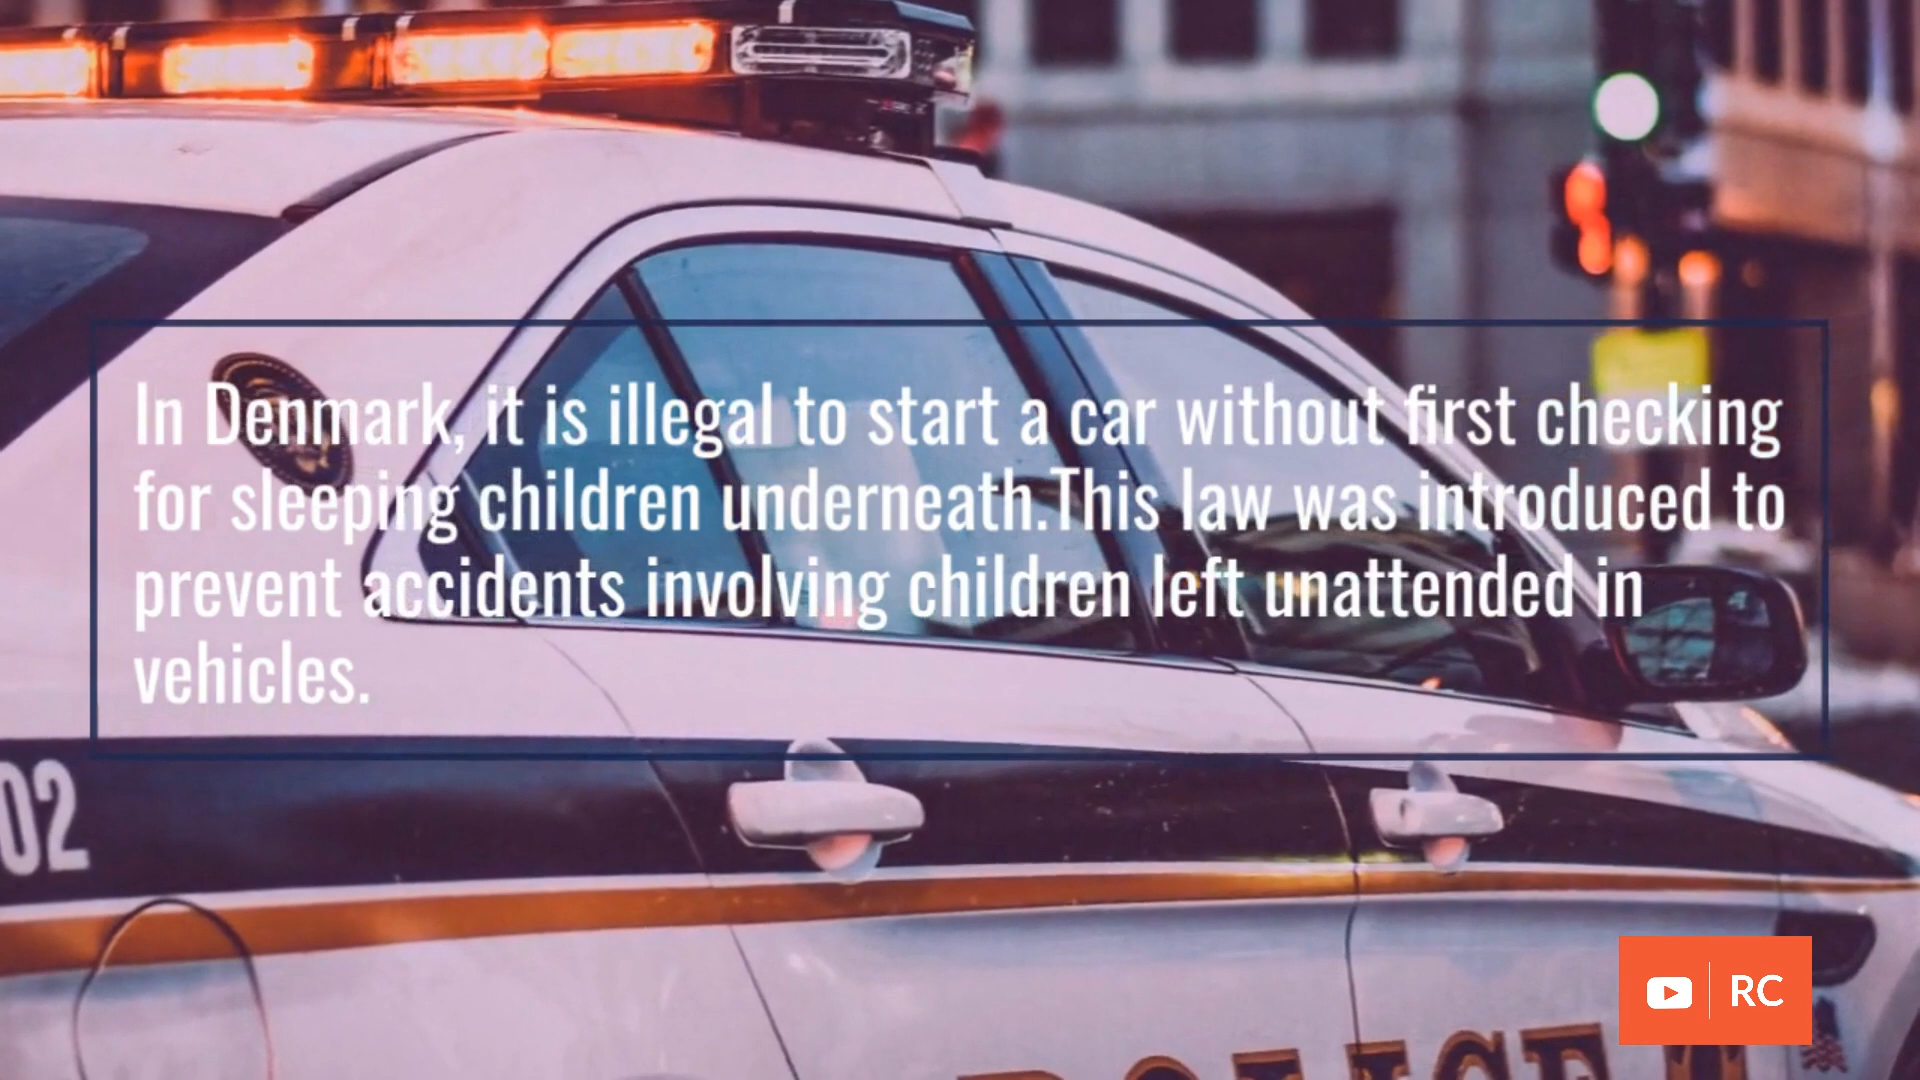 In Denmark, it is illegal to start a car without first checking
for sleeping children underneath.This law was introduced to
prevent accidents involving children left unattended in
vehicles.
02
RC
POLICE